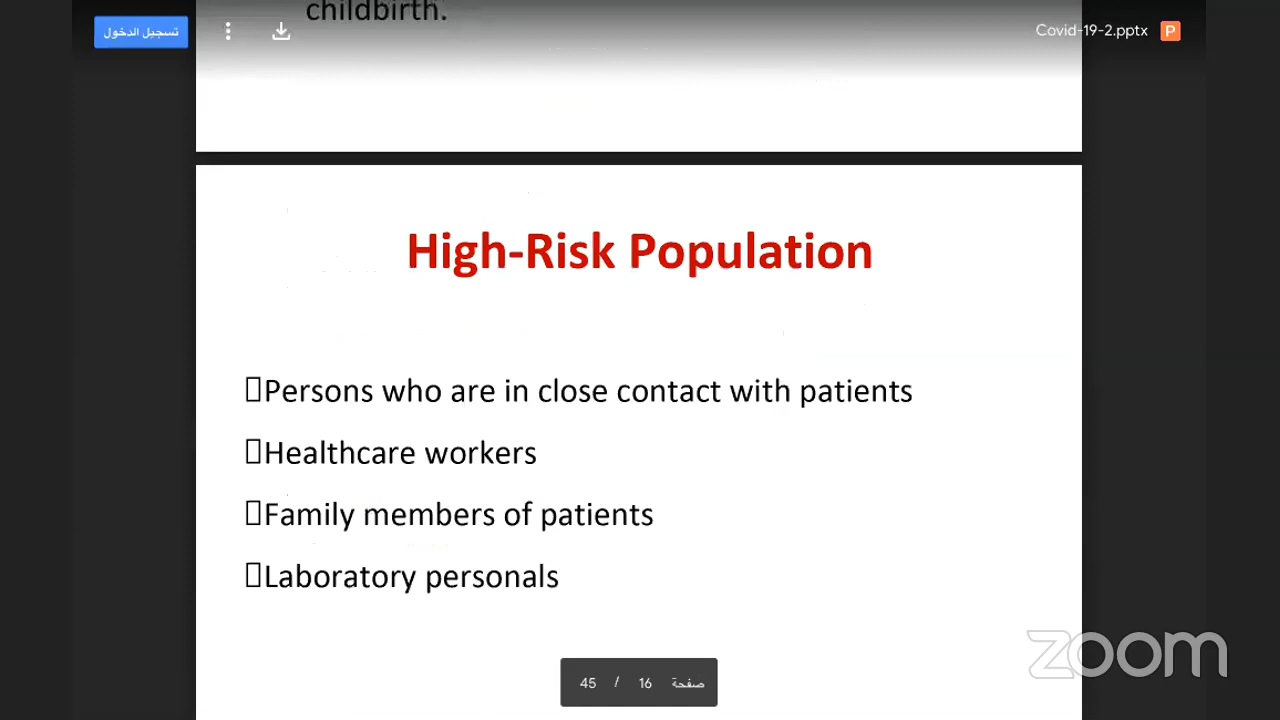 childbirth.
تسجيل الدخول
Covid-19-2.pptx
P
High-Risk Population
Persons who are in close contact with patients
Healthcare workers
Family members of patients
Laboratory personals
zoom
صفحة 16 / 45